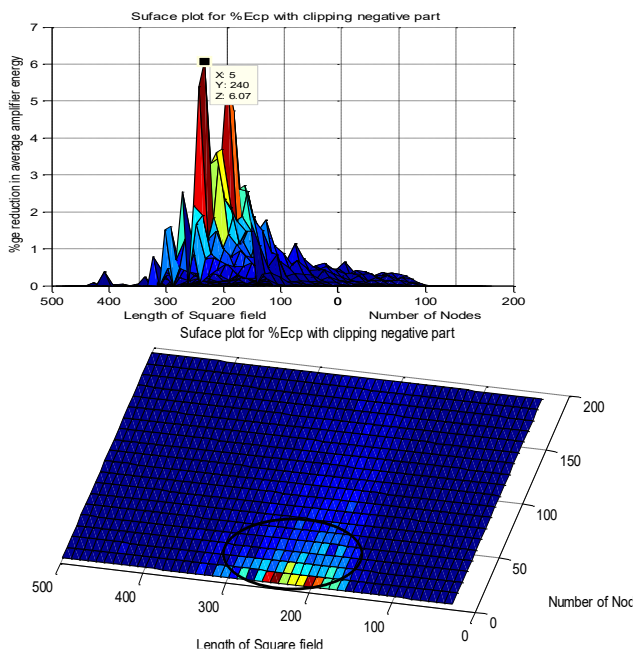 Suface plot for %Ecp with clipping negative part
7
6
5
4
3
2
1
0
%ge reduction in average amplifier energy
X: 5
Y: 240
Z: 6.07
500 400 300 200 100 0 100 200
Length of Square field Number of Nodes
Suface plot for %Ecp with clipping negative part
200
150
100
50
0
500 400 300 200 100 0
Number of Nod
Length of Square field